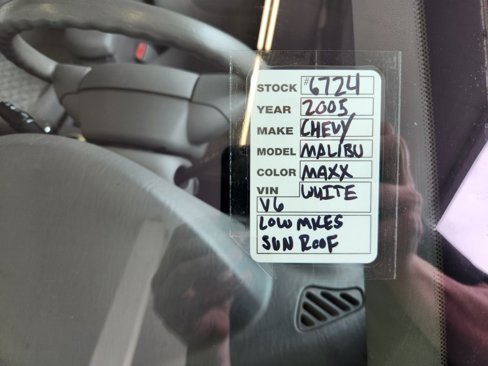 STOCK #6724
YEAR 2005
MAKE CHEVY
MODEL MALIBU
COLOR MAXX
VIN WHITE
V6
LOW MILES
SUN ROOF